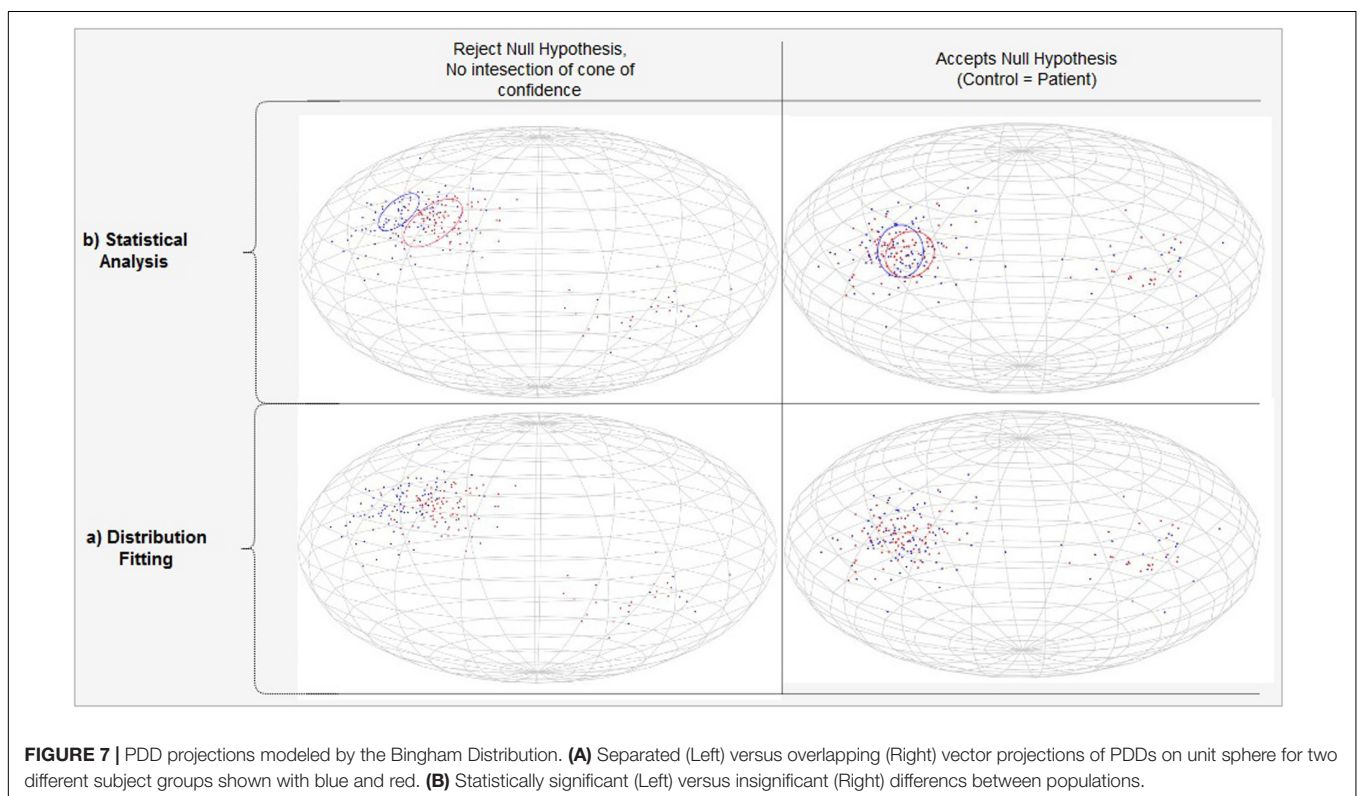 Reject Null Hypothesis,
No intesection of cone of
confidence
Accepts Null Hypothesis
(Control = Patient)
b) Statistical
Analysis
a) Distribution
Fitting
FIGURE 7 | PDD projections modeled by the Bingham Distribution. (A) Separated (Left) versus overlapping (Right) vector projections of PDDs on unit sphere for two
different subject groups shown with blue and red. (B) Statistically significant (Left) versus insignificant (Right) differencs between populations.